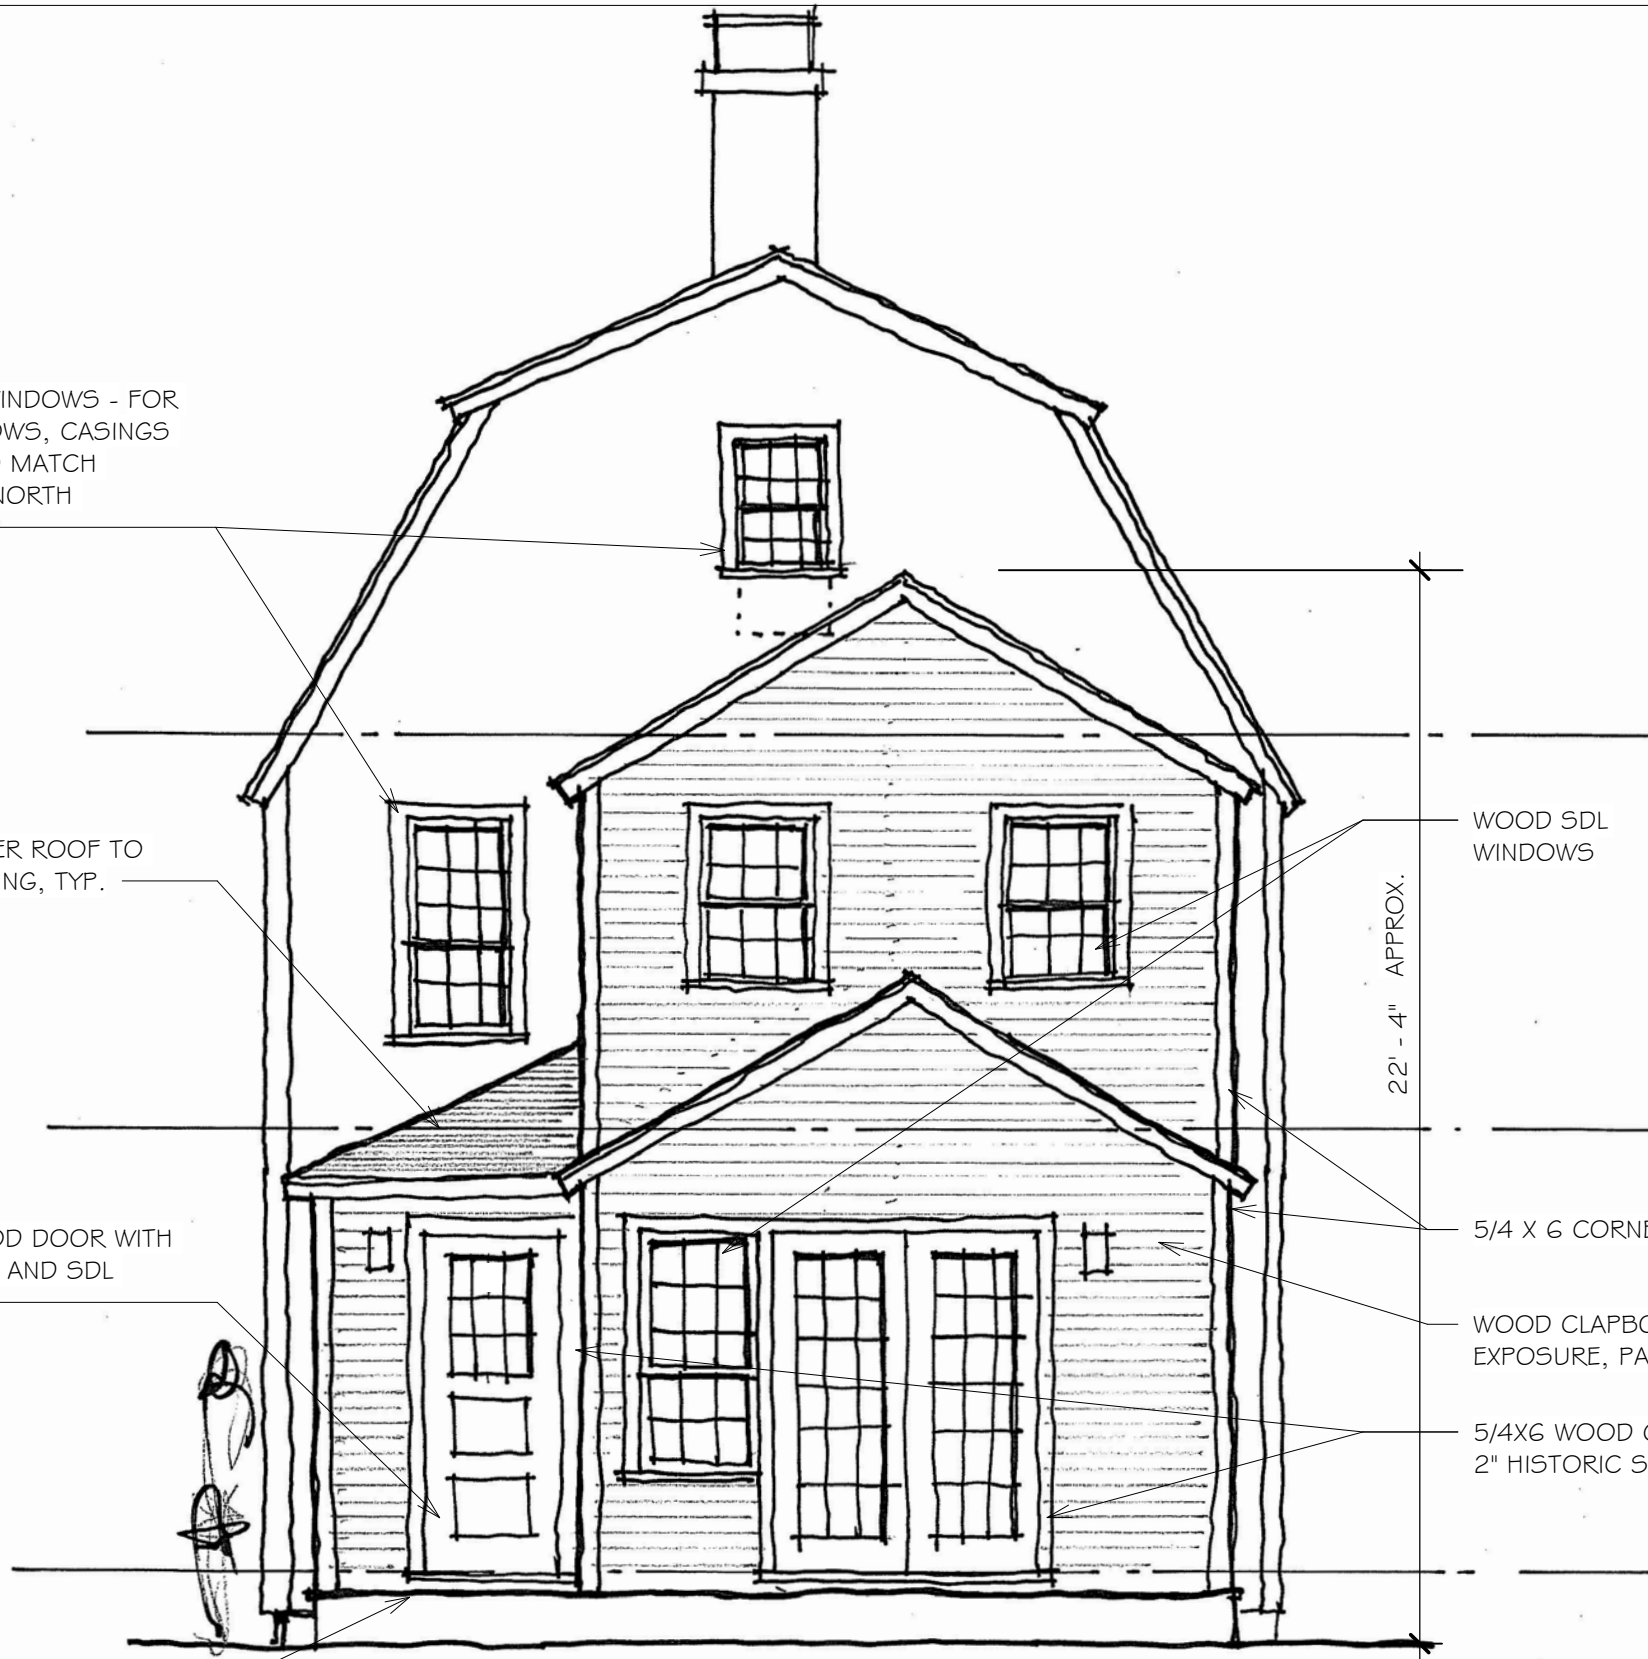 INDOWS - FOR
OWS, CASINGS
MATCH
NORTH
ER ROOF TO
ING, TYP.
OD DOOR WITH
AND SDL
WOOD SDL
WINDOWS
22' - 4" APPROX.
5/4 X 6 CORNE
WOOD CLAPBO
EXPOSURE, PA
5/4X6 WOOD C
2" HISTORIC S